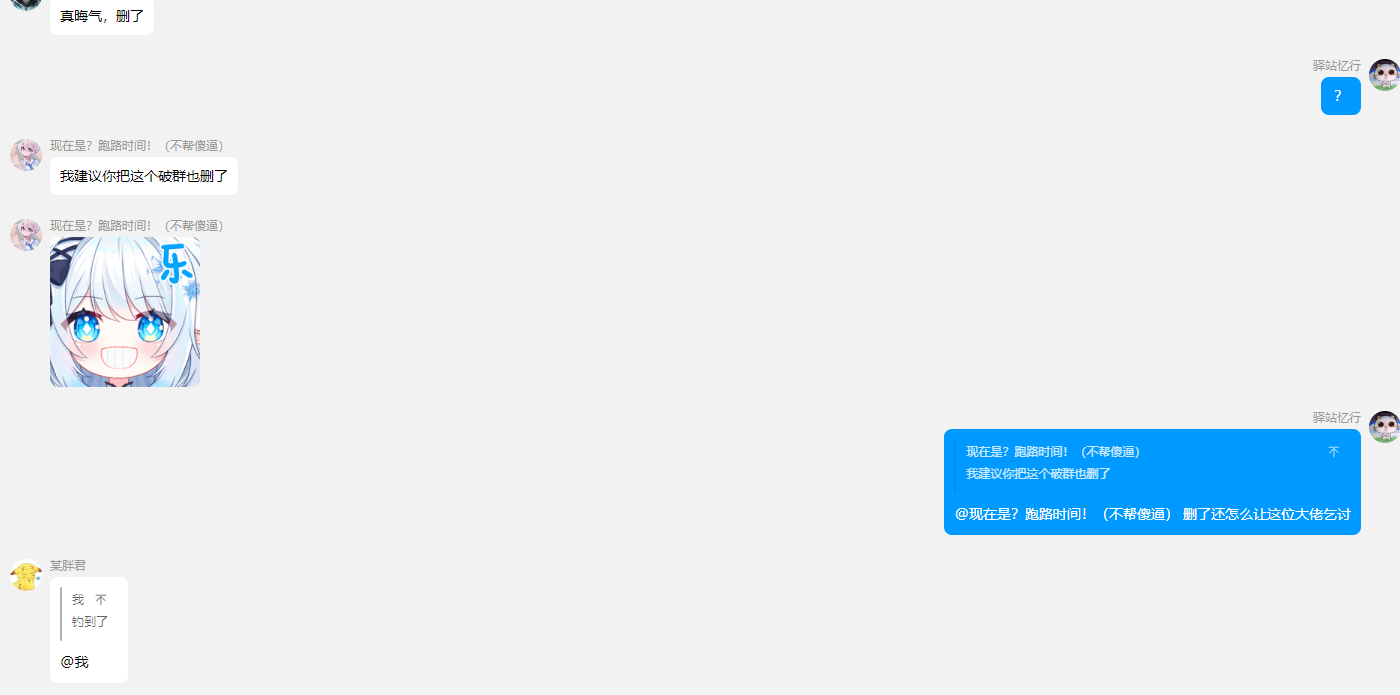 真晦气，删了
驿站忆行
？
现在是？跑路时间！（不帮傻逼）
我建议你把这个破群也删了
现在是？跑路时间！（不帮傻逼）
乐
驿站忆行
现在是？跑路时间！（不帮傻逼）
我建议你把这个破群也删了
@现在是？跑路时间！（不帮傻逼） 删了还怎么让这位大佬乞讨
某胖君
我
钓到了
@我